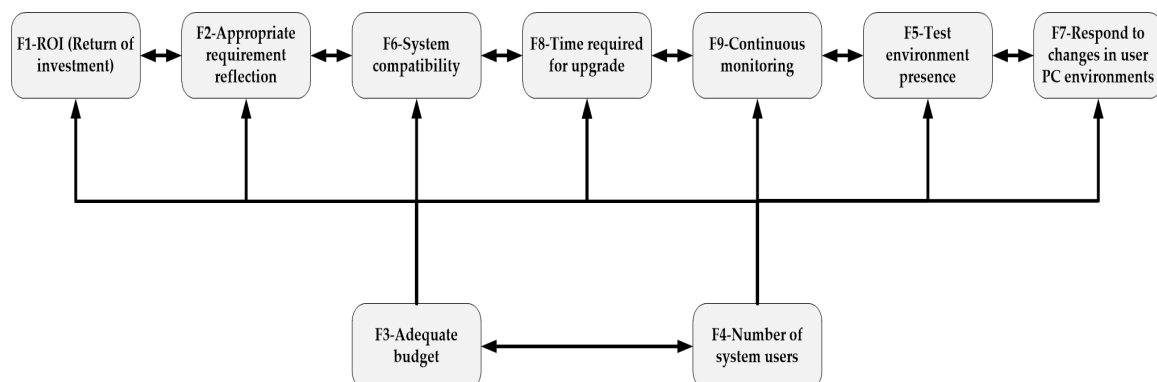 F1-ROI (Return of
investment)
F2-Appropriate
requirement
reflection
F6-System
compatibility
F8-Time required
for upgrade
F9-Continuous
monitoring
F5-Test
environment
presence
F7-Respond to
changes in user
PC environments
F3-Adequate
budget
F4-Number of
system users